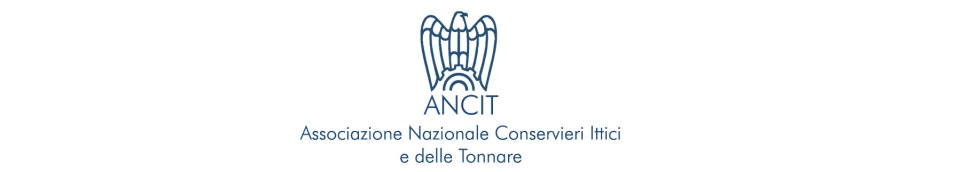 ANCIT
Associazione Nazionale Conservieri Ittici
e delle Tonnare